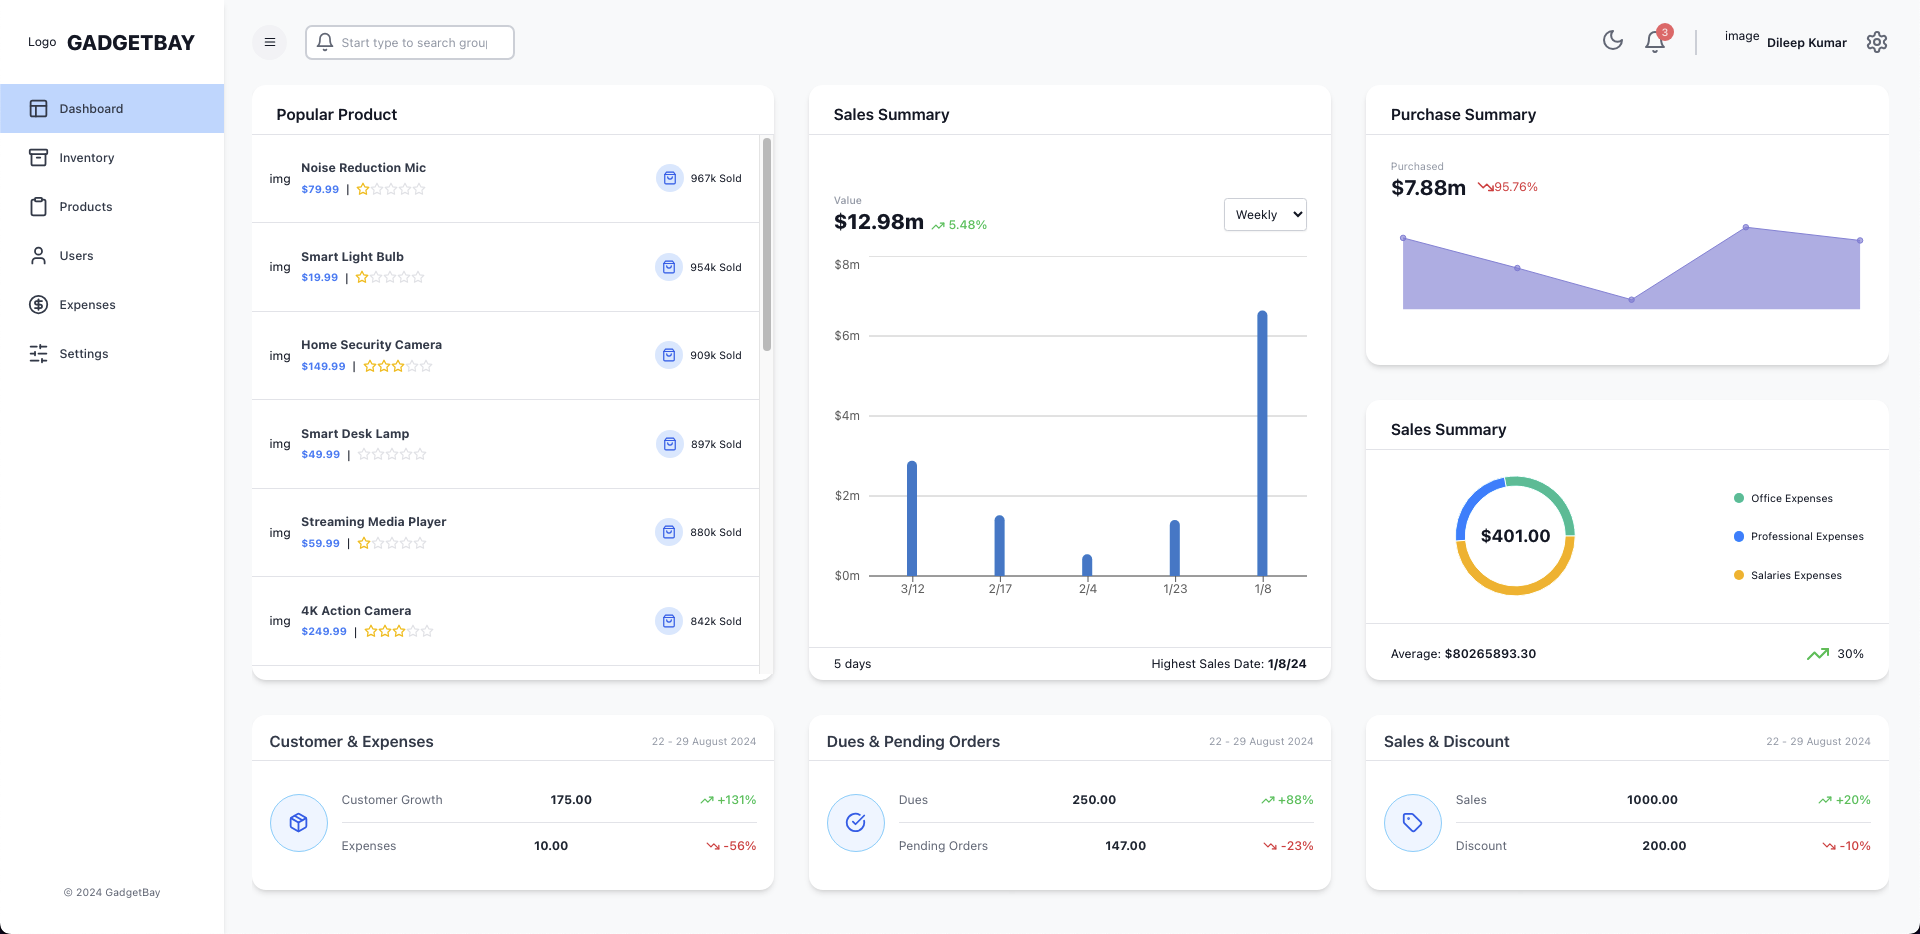 Logo GADGETBAY
Dashboard
Inventory
Products
Users
Expenses
Settings
© 2024 GadgetBay
Start type to search grou
3
image Dileep Kumar
Popular Product
img
Noise Reduction Mic
$79.99 |
967k Sold
img
Smart Light Bulb
$19.99 |
954k Sold
img
Home Security Camera
$149.99 |
909k Sold
img
Smart Desk Lamp
$49.99 |
897k Sold
img
Streaming Media Player
$59.99 |
880k Sold
img
4K Action Camera
$249.99 |
842k Sold
Sales Summary
Value
$12.98m 5.48%
Weekly
$8m
$6m
$4m
$2m
$0m
3/12 2/17 2/4 1/23 1/8
5 days
Highest Sales Date: 1/8/24
Purchase Summary
Purchased
$7.88m 95.76%
Sales Summary
$401.00
Office Expenses
Professional Expenses
Salaries Expenses
Average: $80265893.30
30%
Customer & Expenses
22 - 29 August 2024
Customer Growth 175.00 +131%
Expenses 10.00 -56%
Dues & Pending Orders
22 - 29 August 2024
Dues 250.00 +88%
Pending Orders 147.00 -23%
Sales & Discount
22 - 29 August 2024
Sales 1000.00 +20%
Discount 200.00 -10%